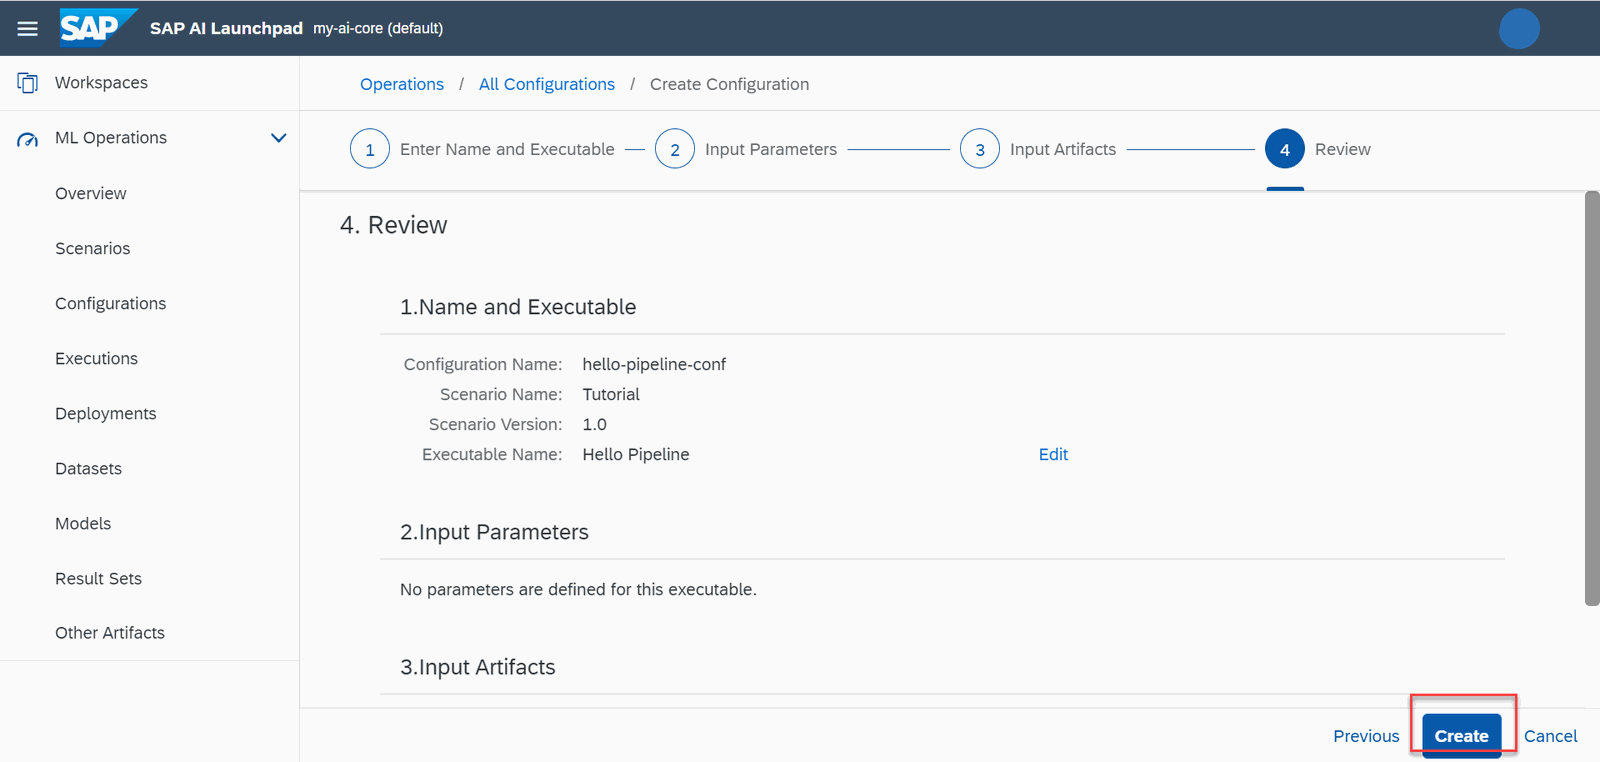 SAP SAP AI Launchpad my-ai-core (default)
Workspaces
ML Operations
Overview
Scenarios
Configurations
Executions
Deployments
Datasets
Models
Result Sets
Other Artifacts
Operations / All Configurations / Create Configuration
1 Enter Name and Executable 2 Input Parameters 3 Input Artifacts 4 Review
4. Review
1.Name and Executable
Configuration Name: hello-pipeline-conf
Scenario Name: Tutorial
Scenario Version: 1.0
Executable Name: Hello Pipeline Edit
2.Input Parameters
No parameters are defined for this executable.
3.Input Artifacts
Previous Create Cancel